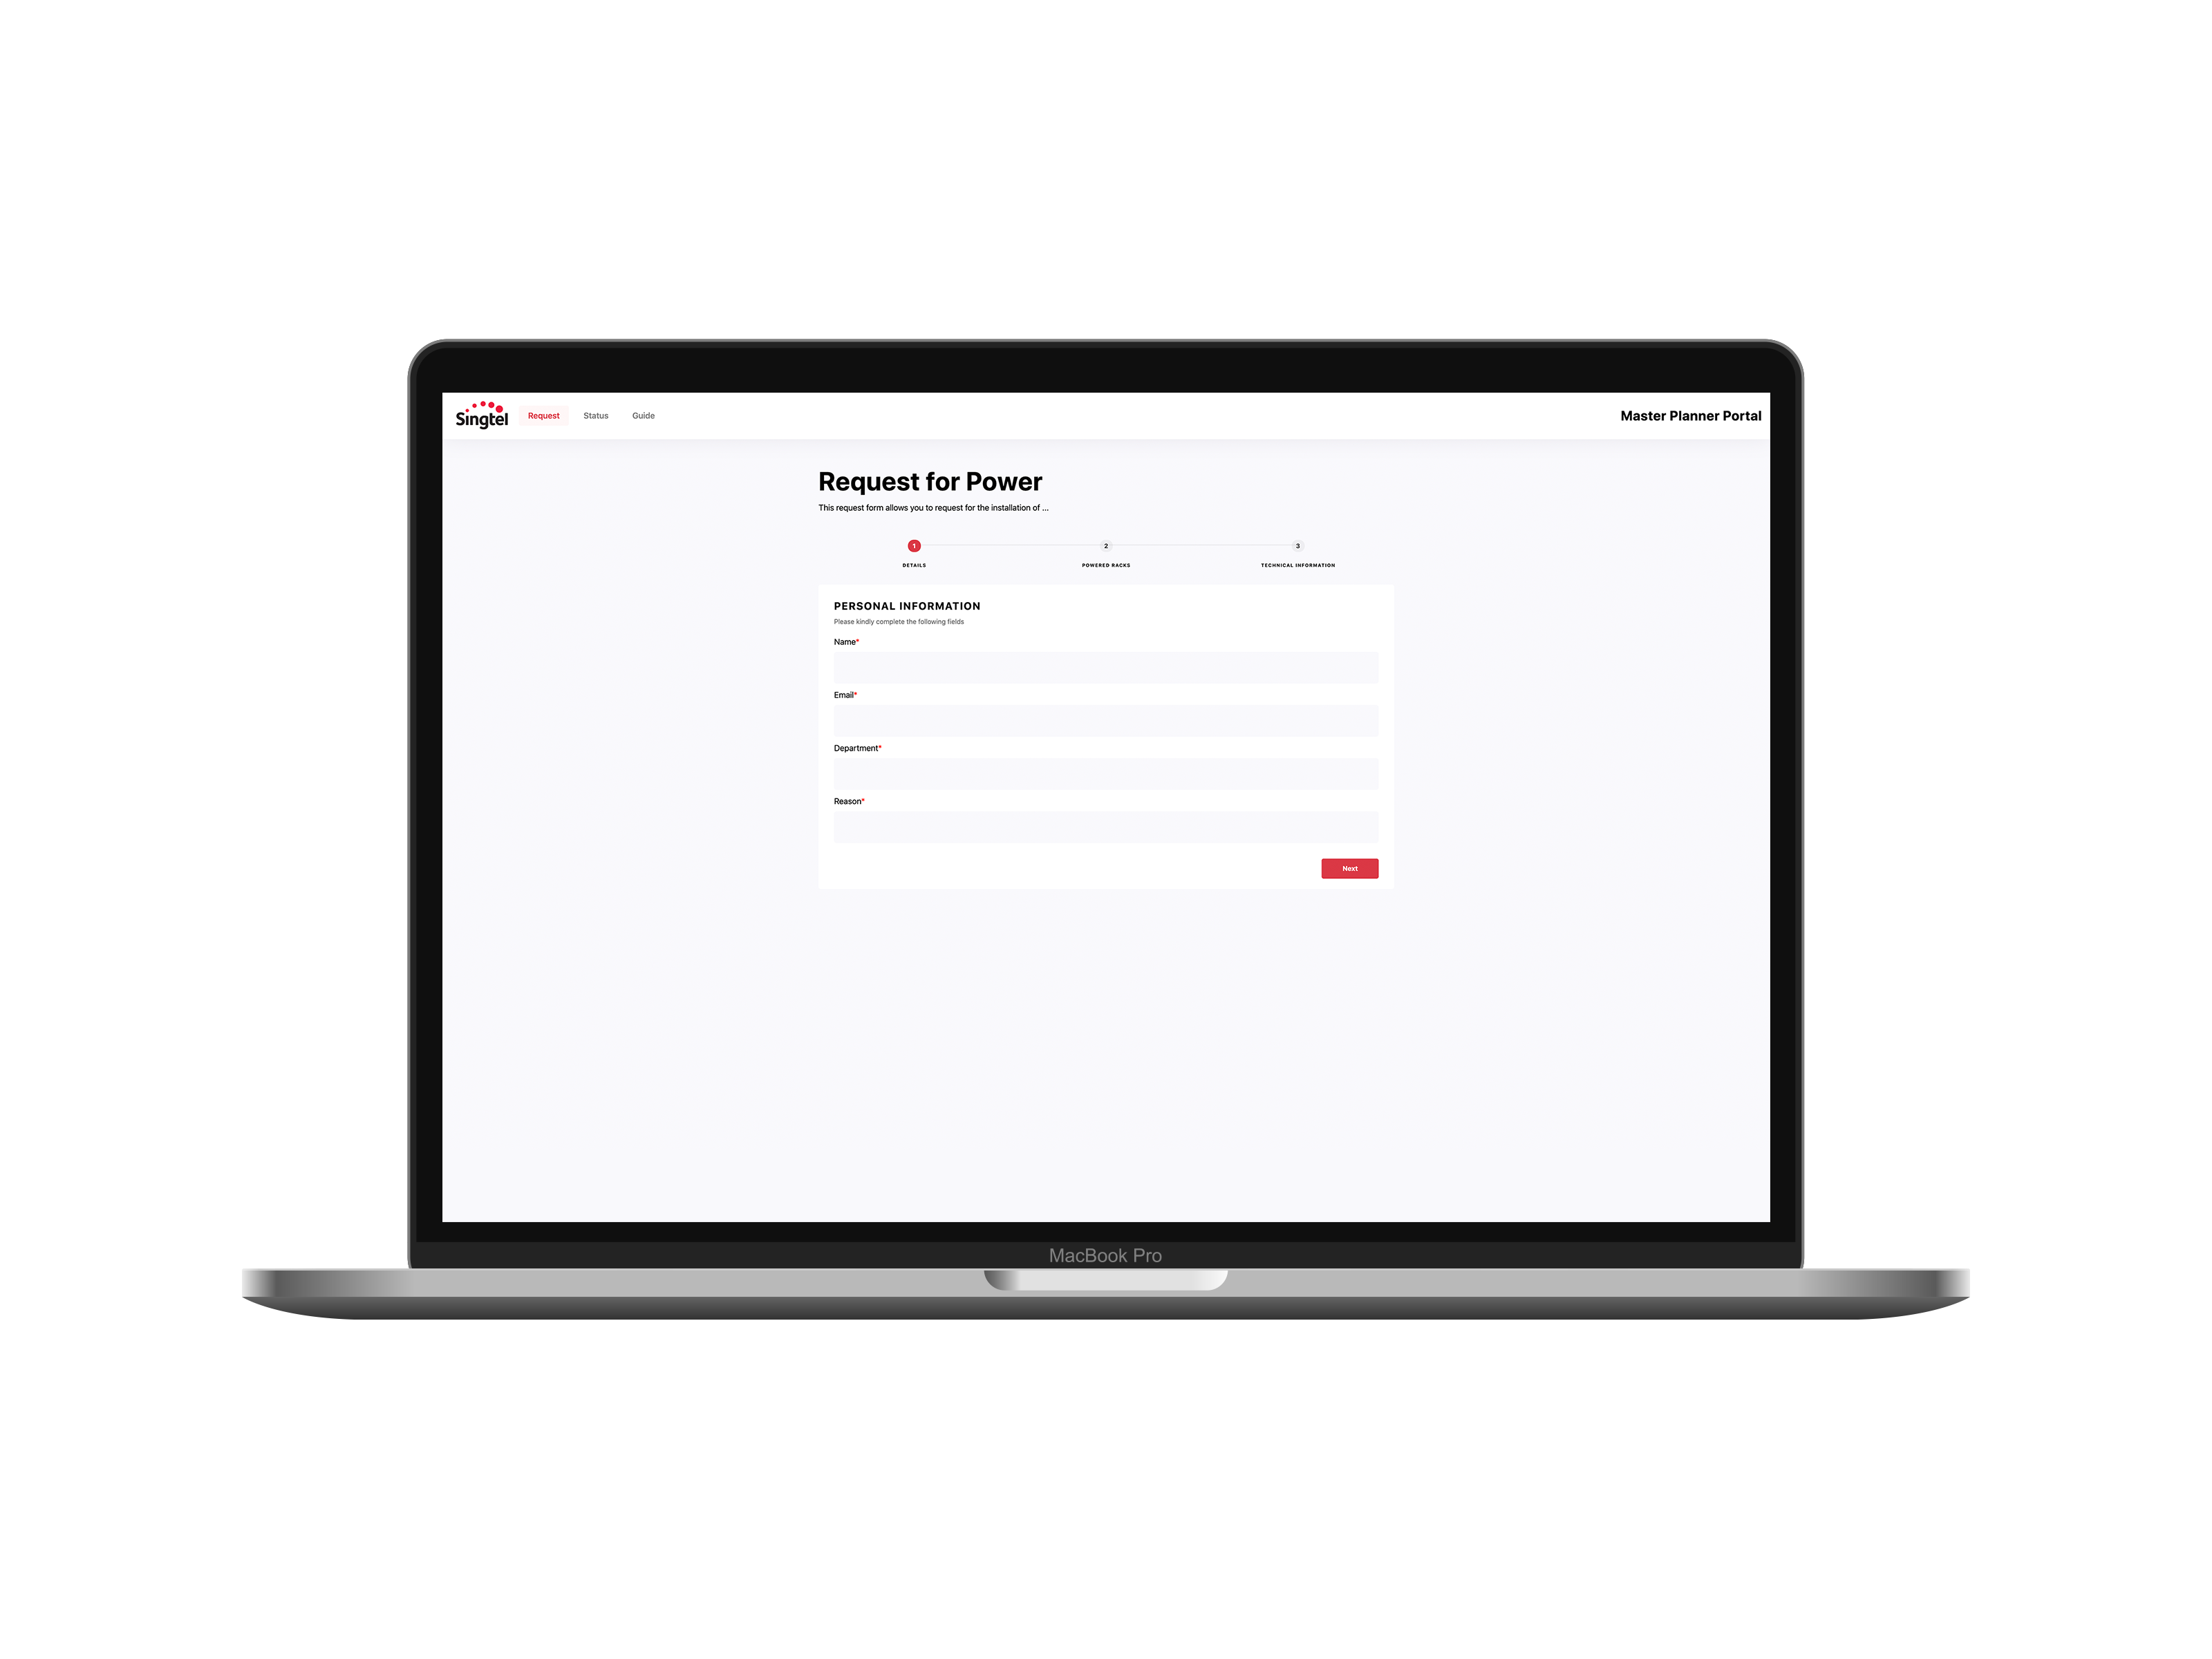 Singtel
Request
Status
Guide
Master Planner Portal
Request for Power
This request form allows you to request for the installation of ...
1
2
3
DETAILS
POWERED RACKS
TECHNICAL INFORMATION
PERSONAL INFORMATION
Please kindly complete the following fields
Name*
Email*
Department*
Reason*
Next
MacBook Pro